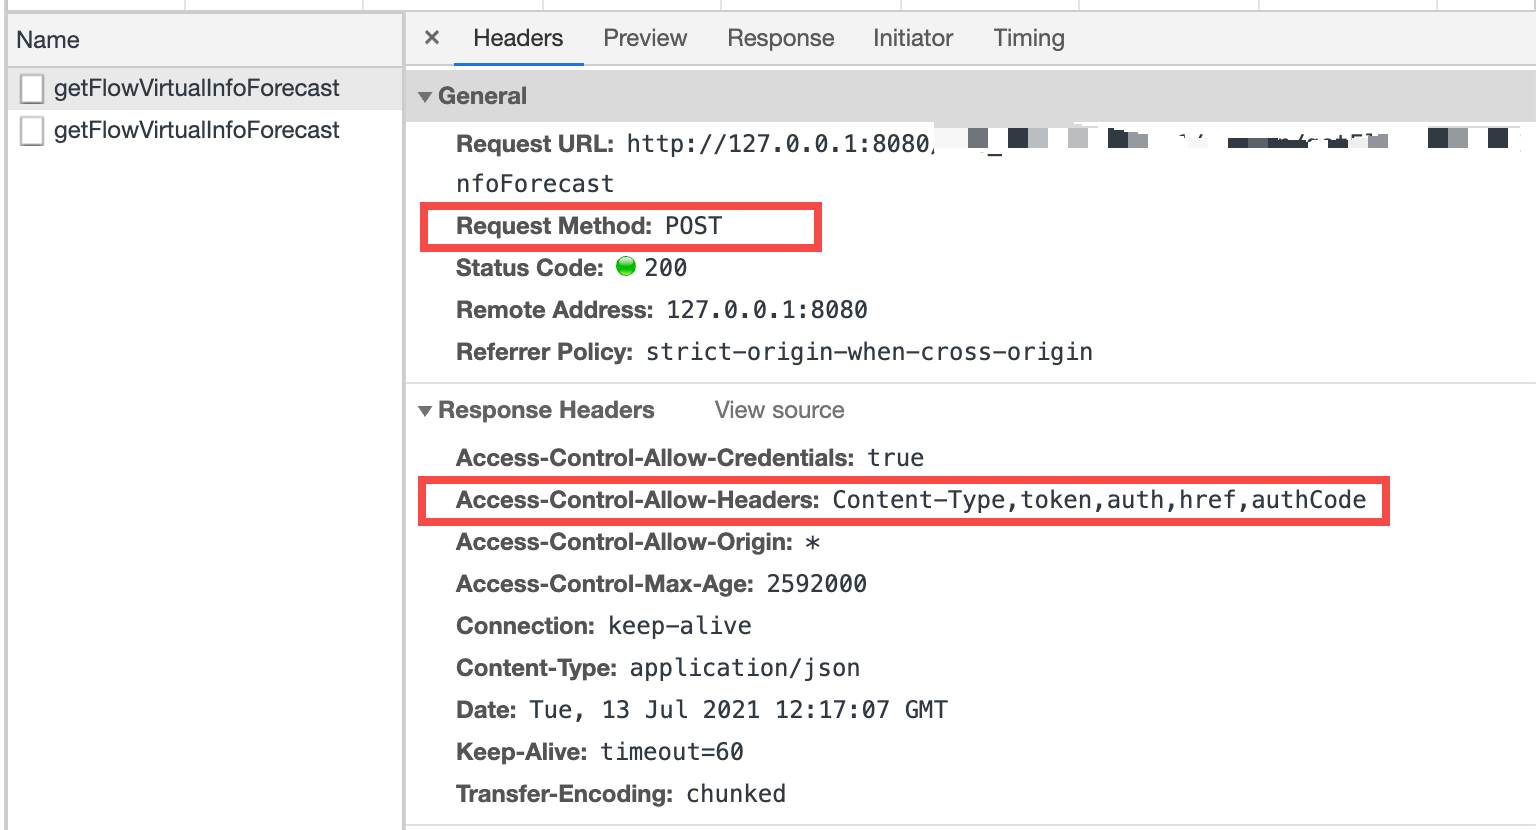 Name
getFlowVirtualInfoForecast
getFlowVirtualInfoForecast
× Headers Preview Response Initiator Timing
General
Request URL: http://127.0.0.1:8080/
nfoForecast
Request Method: POST
Status Code: 200
Remote Address: 127.0.0.1:8080
Referrer Policy: strict-origin-when-cross-origin
Response Headers View source
Access-Control-Allow-Credentials: true
Access-Control-Allow-Headers: Content-Type,token,auth,href,authCode
Access-Control-Allow-Origin: *
Access-Control-Max-Age: 2592000
Connection: keep-alive
Content-Type: application/json
Date: Tue, 13 Jul 2021 12:17:07 GMT
Keep-Alive: timeout=60
Transfer-Encoding: chunked